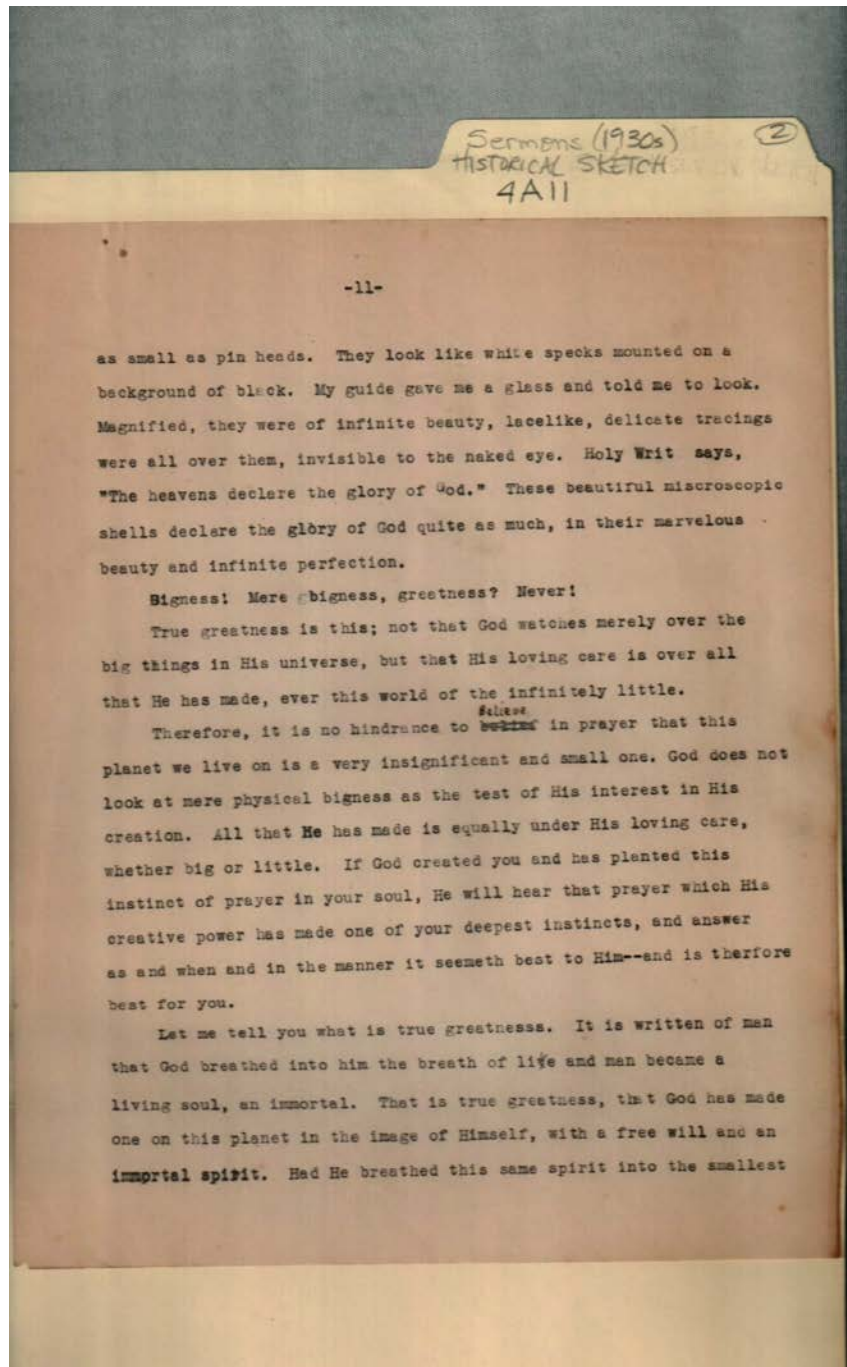 Sermons (1930s)
2
HISTORICAL SKETCH
4A11
-11-
as small as pin heads. They look like white specks mounted on a
background of black. My guide gave me a glass and told me to look.
Magnified, they were of infinite beauty, lacelike, delicate tracings
were all over them, invisible to the naked eye. Holy Writ says,
"The heavens declare the glory of God." These beautiful miscroscopic
shells declare the glory of God quite as much, in their marvelous
beauty and infinite perfection.
Bigness! Mere bigness, greatness? Never!
True greatness is this; not that God watches merely over the
big things in His universe, but that His loving care is over all
that He has made, ever this world of the infinitely little.
Believe
Therefore, it is no hindrance to belief in prayer that this
planet we live on is a very insignificant and small one. God does not
look at mere physical bigness as the test of His interest in His
creation. All that He has made is equally under His loving care,
whether big or little. If God created you and has planted this
instinct of prayer in your soul, He will hear that prayer which His
creative power has made one of your deepest instincts, and answer
as and when and in the manner it seemeth best to Him--and is therfore
best for you.
Let me tell you what is true greatnesss. It is written of man
that God breathed into him the breath of life and man became a
living soul, an immortal. That is true greatness, that God has made
one on this planet in the image of Himself, with a free will and an
immortal spirit. Had He breathed this same spirit into the smallest